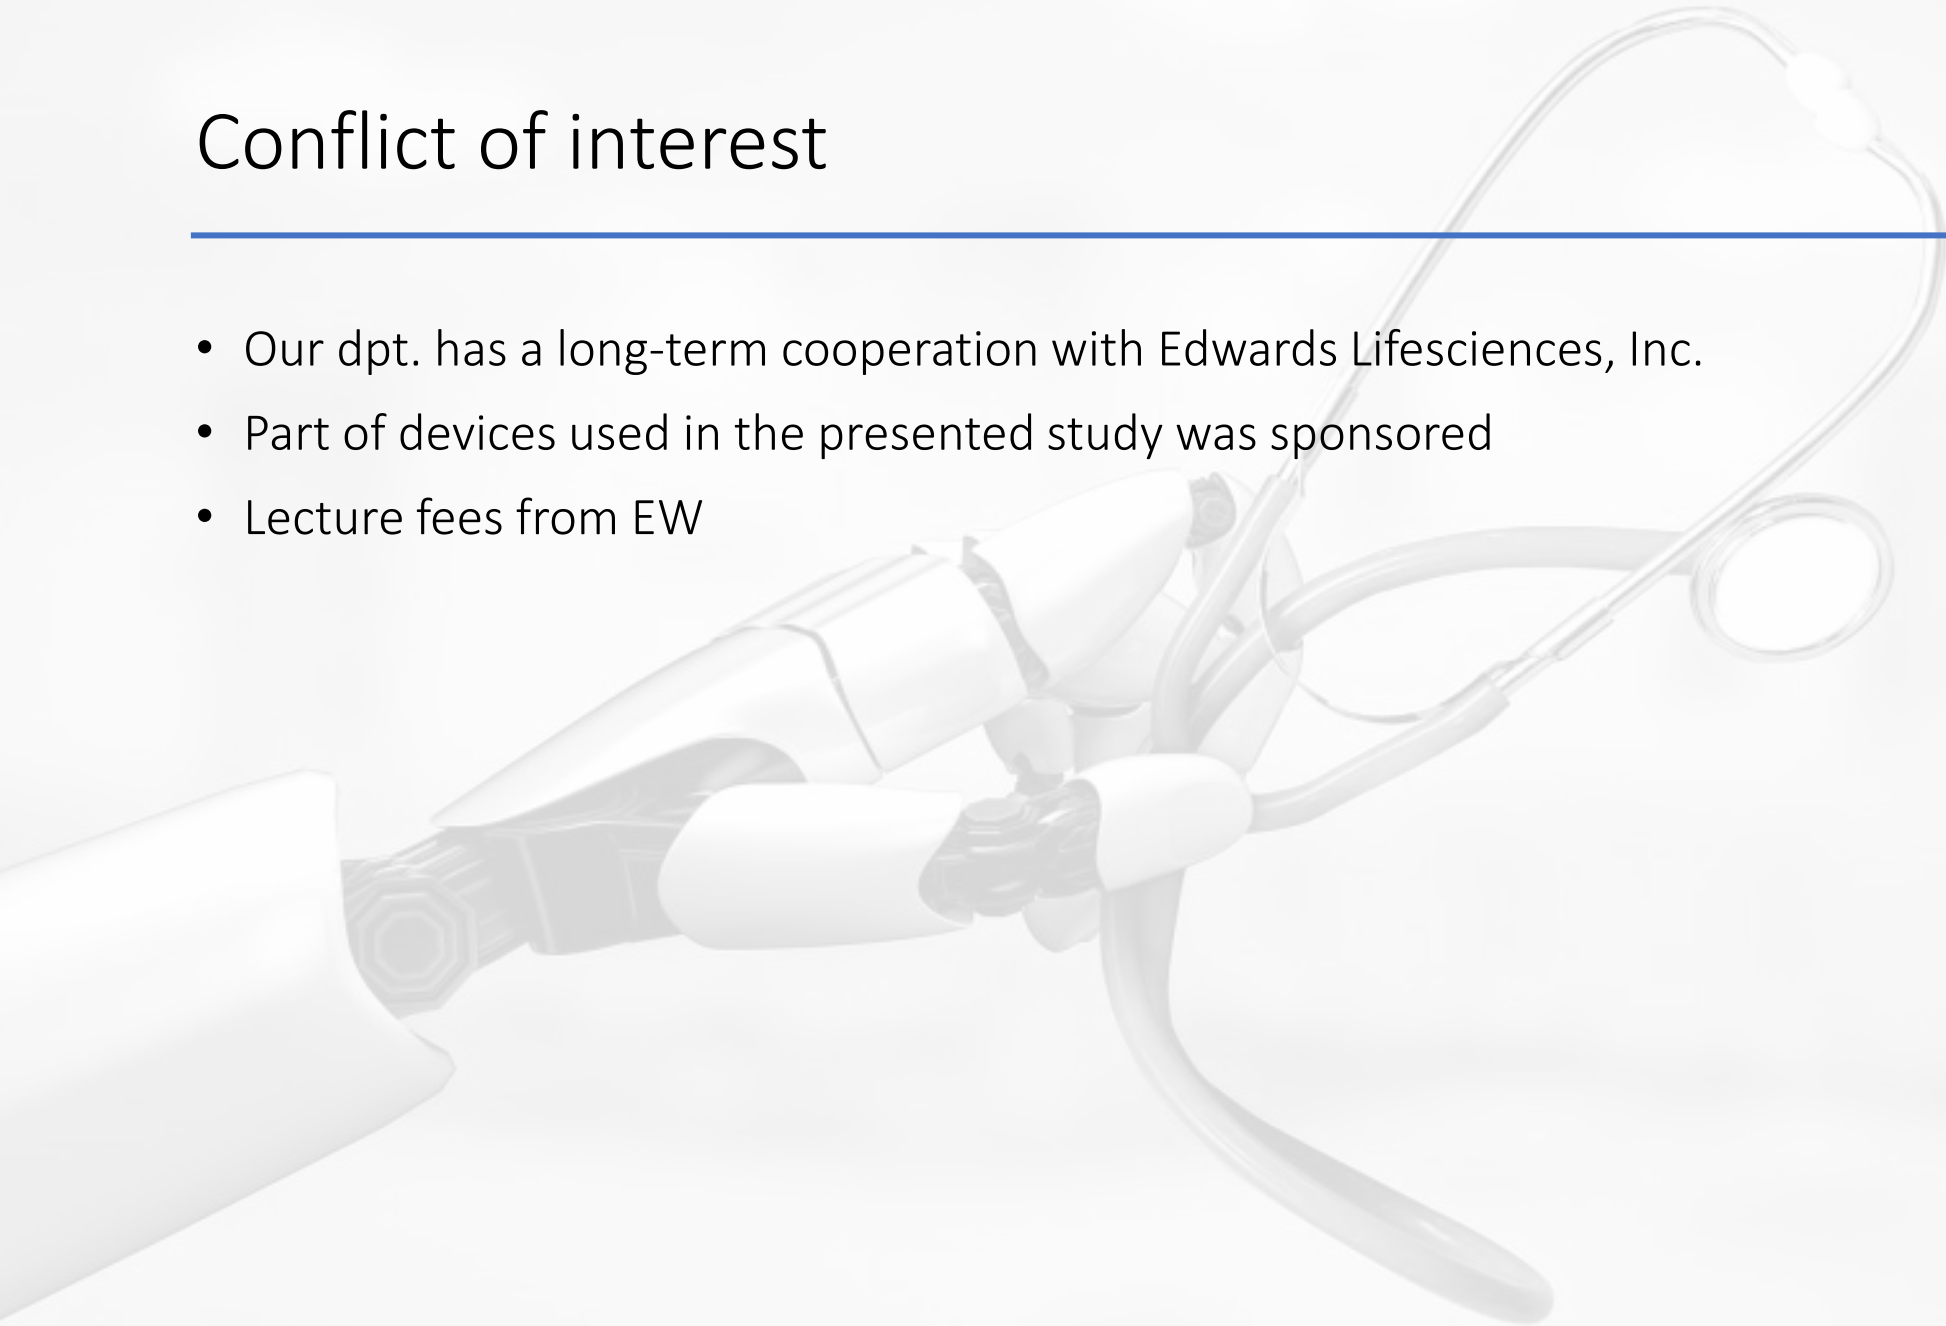 Conflict of interest
• Our dpt. has a long-term cooperation with Edwards Lifesciences, Inc.
• Part of devices used in the presented study was sponsored
• Lecture fees from EW